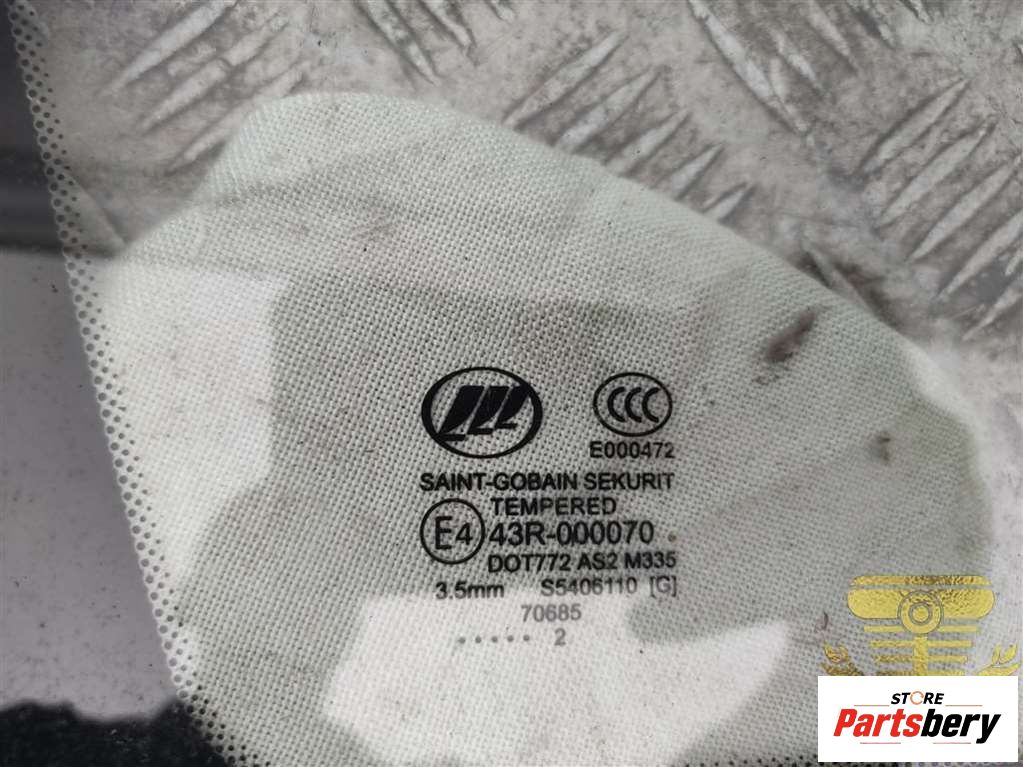 CCC
E000472
SAINT-GOBAIN SEKURIT
TEMPERED
E4 43R-000070
DOT772 AS2 M335
3.5mm S5406110 [G]
70685
..... 2
STORE
Partsbery